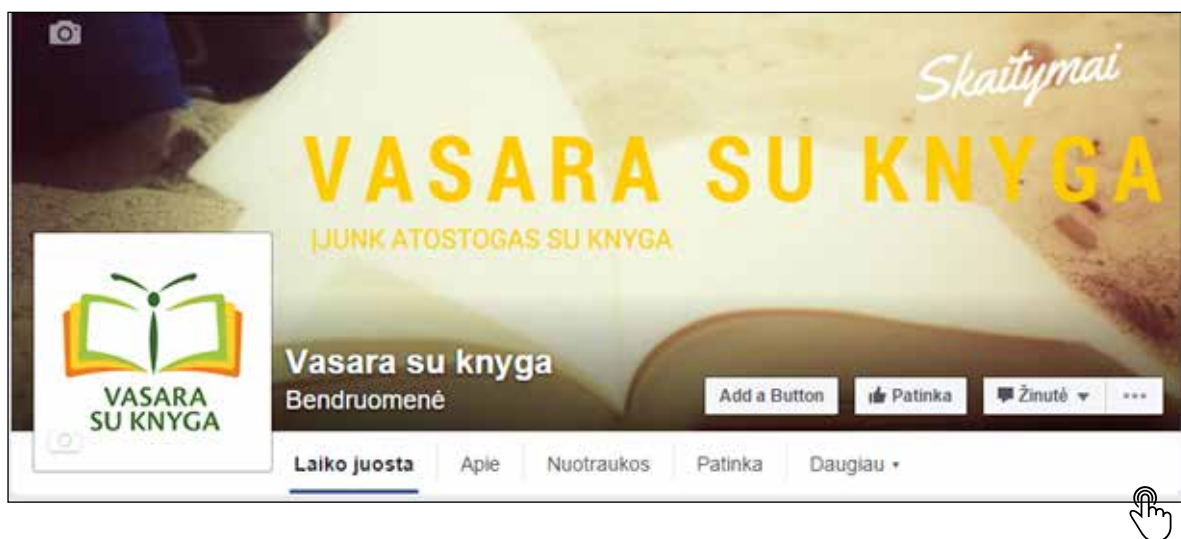 Skaitymai
VASARA SU KNYGA
ĮJUNK ATOSTOGAS SU KNYGA
VASARA
SU KNYGA
Vasara su knyga
Bendruomenė
Add a Button
Patinka
Žinutė
Laiko juosta
Apie
Nuotraukos
Patinka
Daugiau